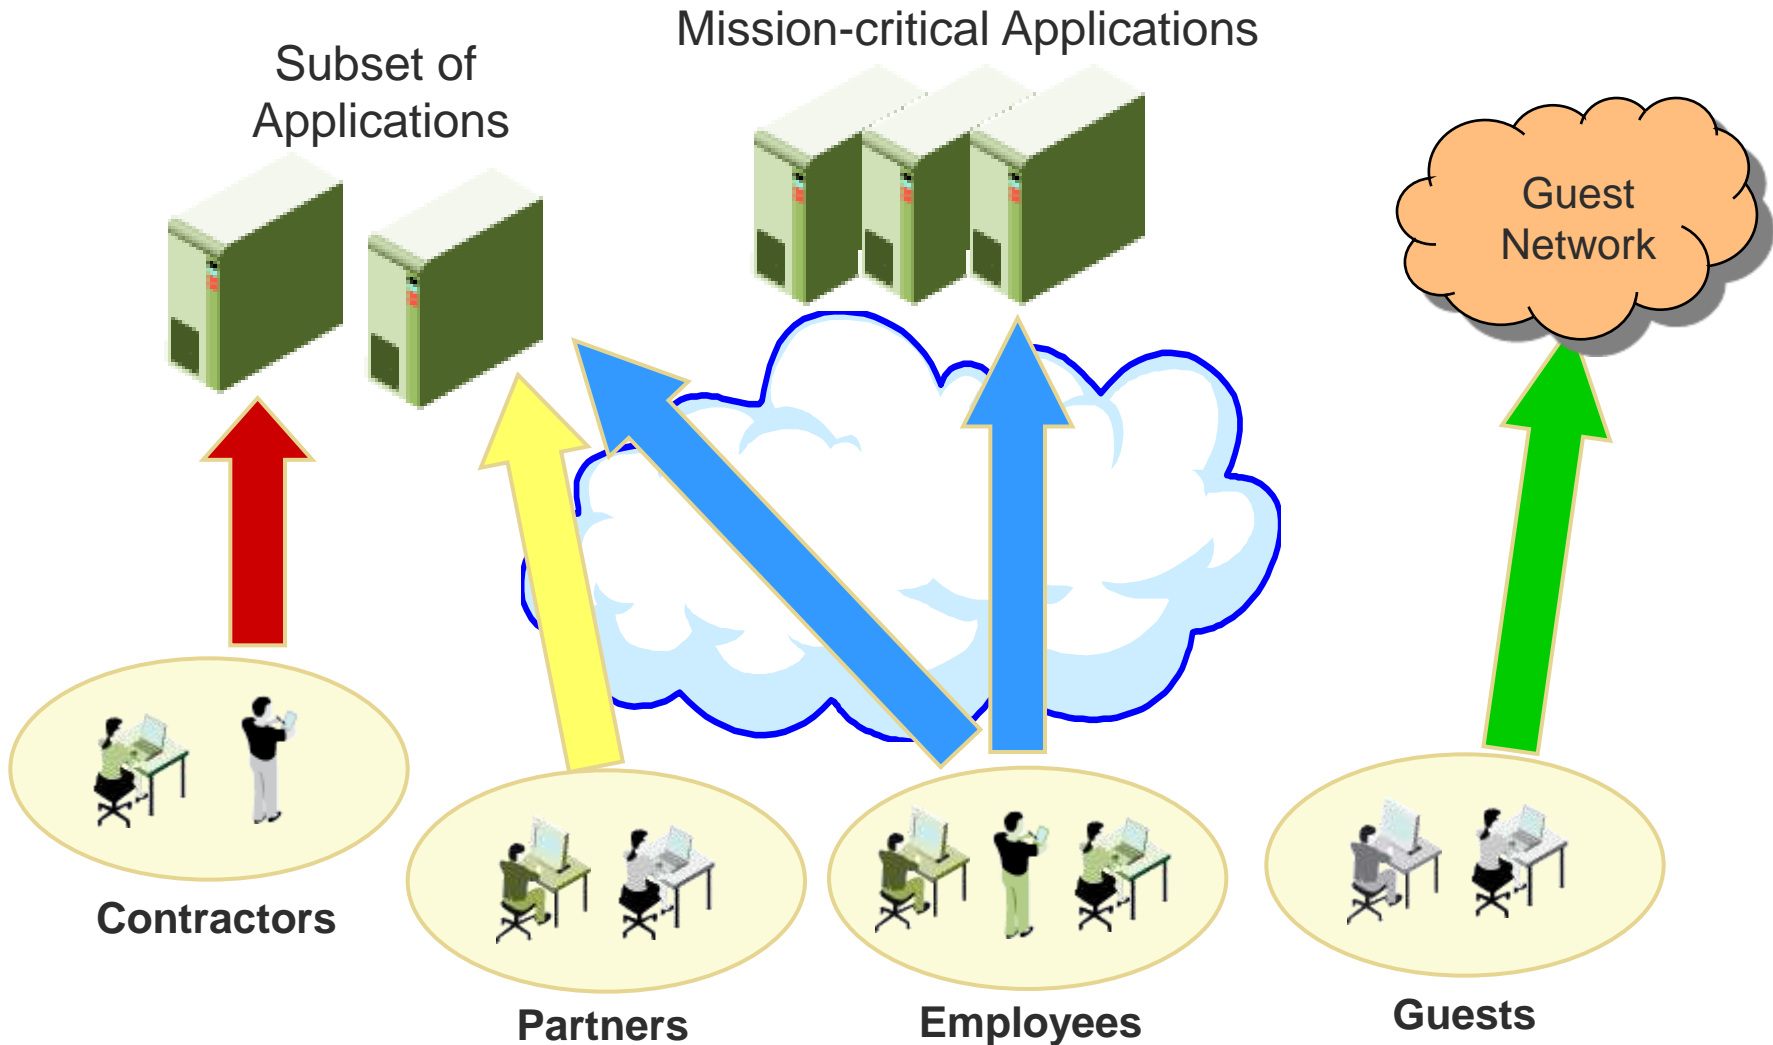 Mission-critical Applications
Subset of
Applications
Guest
Network
Contractors
Partners
Employees
Guests